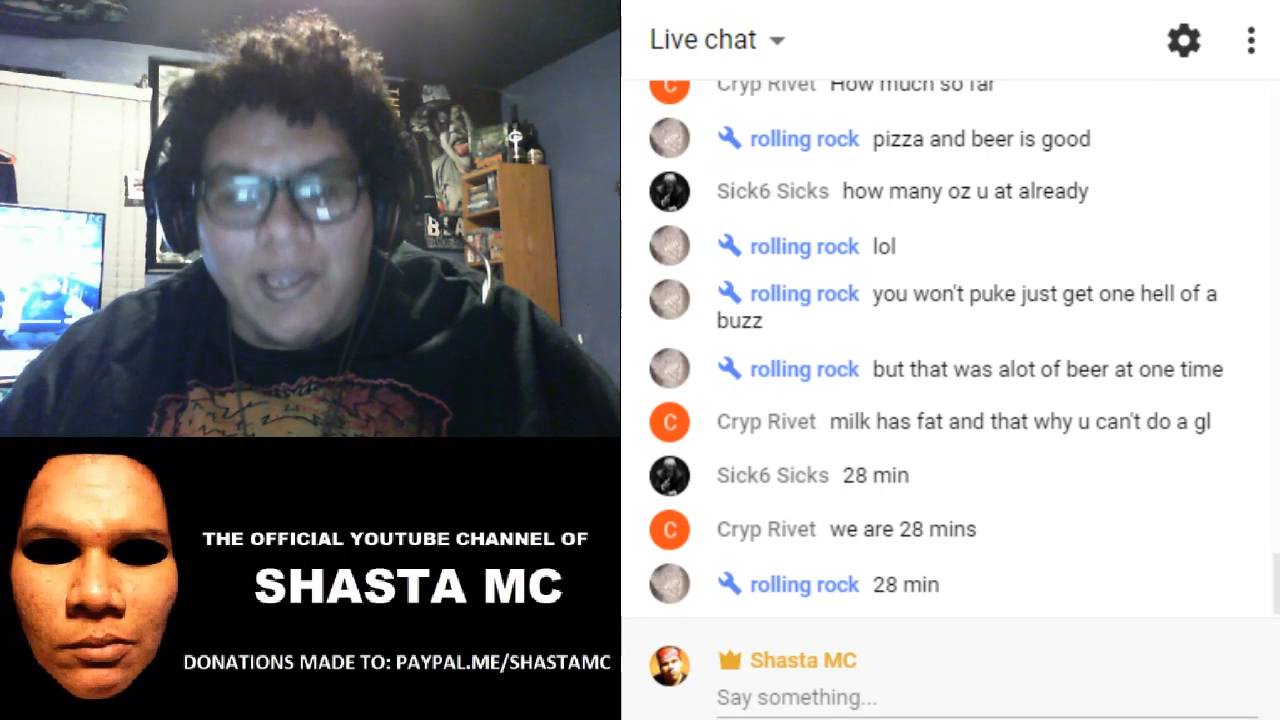 Live chat
Cryp Rivet How much so far
rolling rock pizza and beer is good
Sick6 Sicks how many oz u at already
rolling rock lol
rolling rock you won't puke just get one hell of a
buzz
rolling rock but that was alot of beer at one time
C Cryp Rivet milk has fat and that why u can't do a gl
Sick6 Sicks 28 min
C Cryp Rivet we are 28 mins
rolling rock 28 min
Shasta MC
Say something...
THE OFFICIAL YOUTUBE CHANNEL OF
SHASTA MC
DONATIONS MADE TO: PAYPAL.ME/SHASTAMC